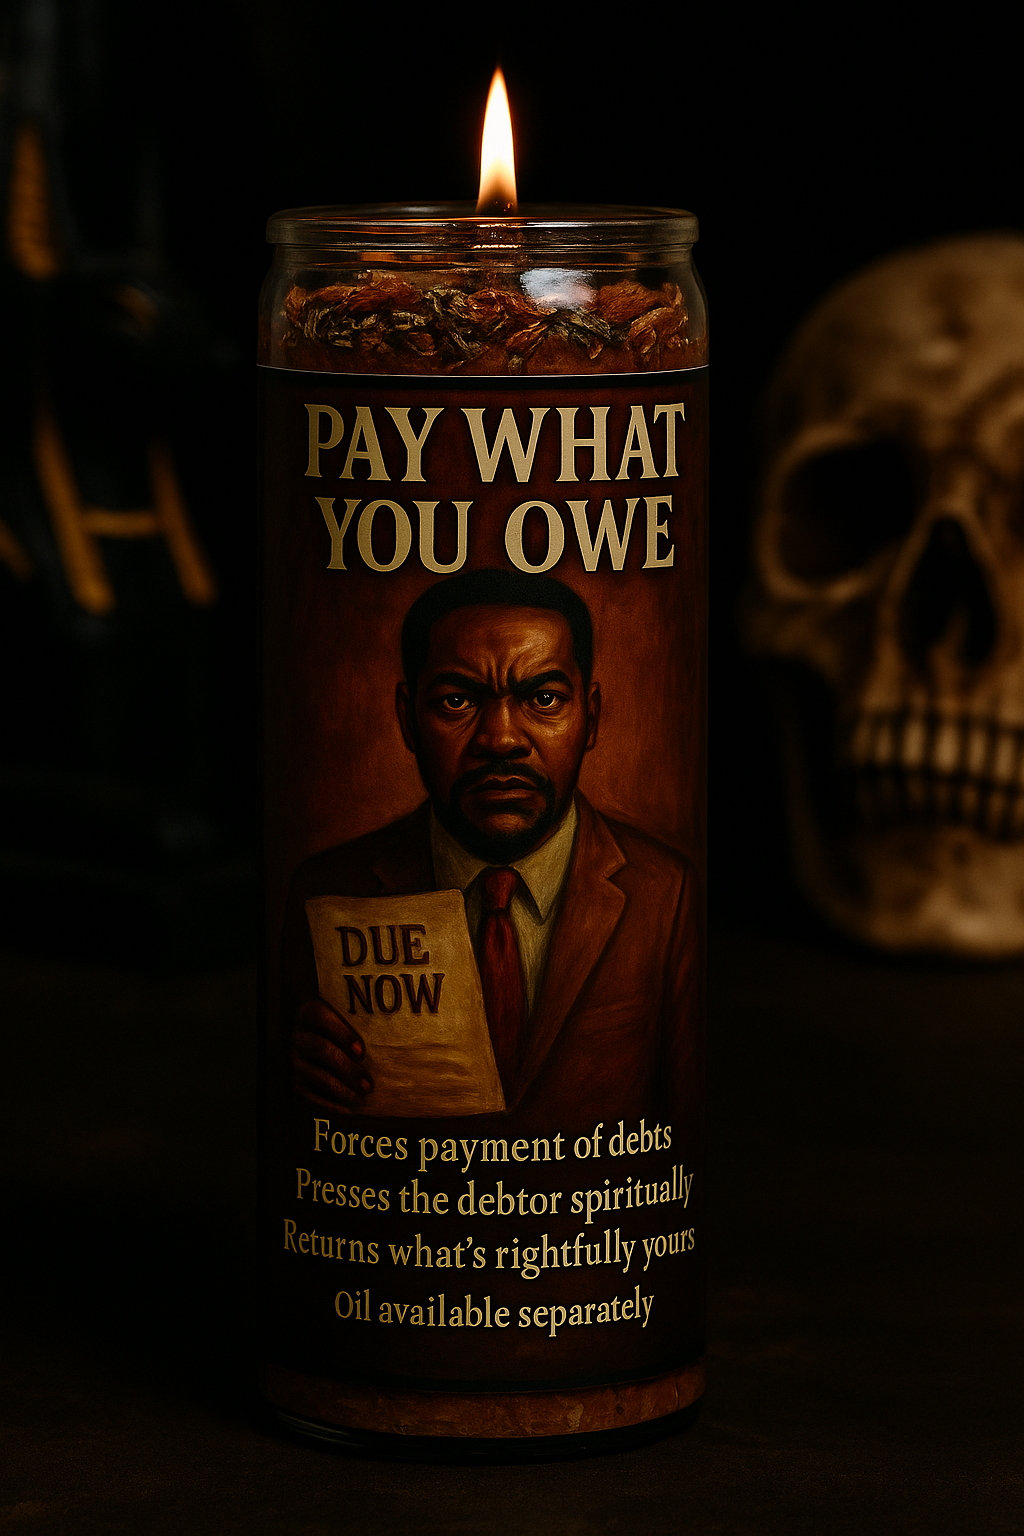 PAY WHAT
YOU OWE
DUE
NOW
Forces payment of debts
Presses the debtor spiritually
Returns what's rightfully yours
Oil available separately